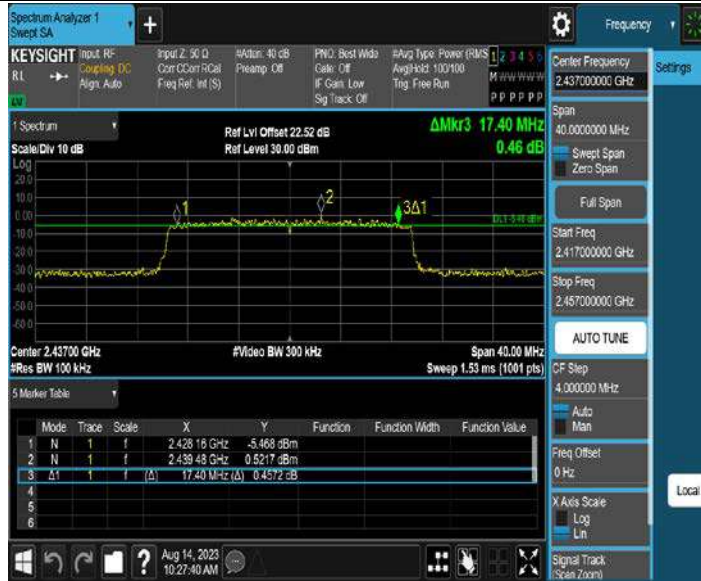 Spectrum Analyzer 1
Swept SA
+
Frequency
KEYSIGHT
RL
Input: RF
Coupling: DC
Align: Auto
Input Z: 50 Ω
Corr CCorr RCal
Freq Ref: Int (S)
#Atten: 40 dB
Preamp: Off
PNO: Best Wide
Gate: Off
IF Gain: Low
Sig Track: Off
#Avg Type: Power (RMS
Avg|Hold: 100/100
Trig: Free Run
1 2 3 4 5 6
M W W W W W
P P P P P P
Center Frequency
2.437000000 GHz
Settings
Span
40.0000000 MHz
Swept Span
Zero Span
Full Span
Start Freq
2.417000000 GHz
Stop Freq
2.457000000 GHz
AUTO TUNE
CF Step
4.000000 MHz
Auto
Man
Freq Offset
0 Hz
X Axis Scale
Log
Lin
Signal Track
(Span Zoom)
Local
1 Spectrum
Scale/Div 10 dB
Ref Lvl Offset 22.52 dB
Ref Level 30.00 dBm
ΔMkr3 17.40 MHz
0.46 dB
Log
20.0
10.0
0.00
-10.0
-20.0
-30.0
-40.0
-50.0
-60.0
1
2
3Δ1
Center 2.43700 GHz
#Res BW 100 kHz
#Video BW 300 kHz
Span 40.00 MHz
Sweep 1.53 ms (1001 pts)
5 Marker Table
Mode Trace Scale X Y Function Function Width Function Value
1 N 1 f 2.428 16 GHz -5.468 dBm
2 N 1 f 2.439 48 GHz 0.5217 dBm
3 Δ1 1 f (Δ) 17.40 MHz (Δ) 0.4572 dB
4
5
6
?
Aug 14, 2023
10:27:40 AM